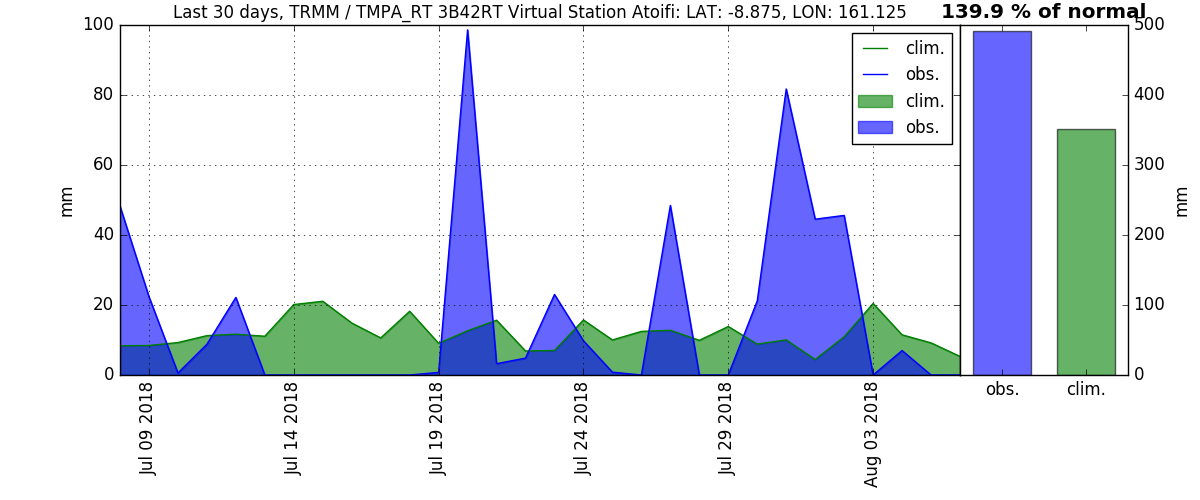 Last 30 days, TRMM / TMPA_RT 3B42RT Virtual Station Atoifi: LAT: -8.875, LON: 161.125
139.9 % of normal
100
80
60
40
20
0
mm
clim.
obs.
clim.
obs.
500
400
300
200
100
0
mm
obs.
clim.
Jul 09 2018
Jul 14 2018
Jul 19 2018
Jul 24 2018
Jul 29 2018
Aug 03 2018